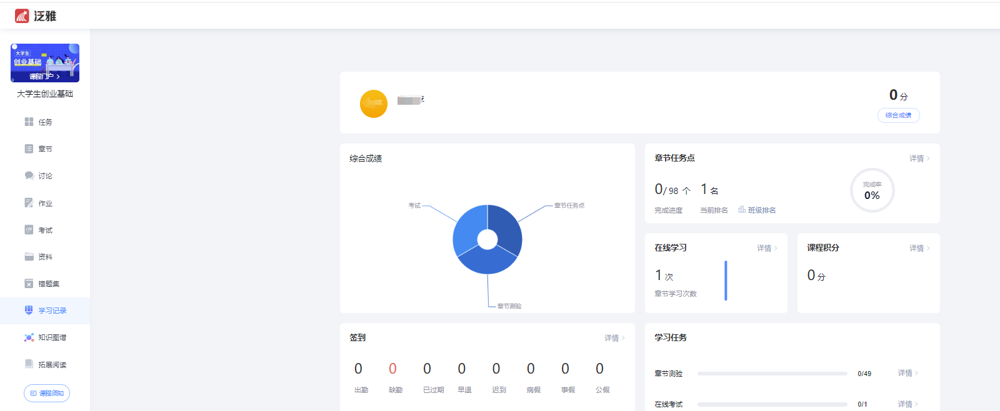 泛雅
大学生
创业基础
课程门户
大学生创业基础
任务
章节
讨论
作业
考试
资料
错题集
学习记录
知识图谱
拓展阅读
课程须知
0 分
综合成绩
综合成绩
考试
章节任务点
章节测验
章节任务点
详情
0/ 98 个
1 名
完成进度
当前排名
班级排名
完成率
0%
在线学习
详情
1 次
章节学习次数
课程积分
详情
0 分
签到
详情
0 0 0 0 0 0 0 0
出勤 缺勤 已过期 早退 迟到 病假 事假 公假
学习任务
章节测验 0/49 详情
在线考试 0/1 详情